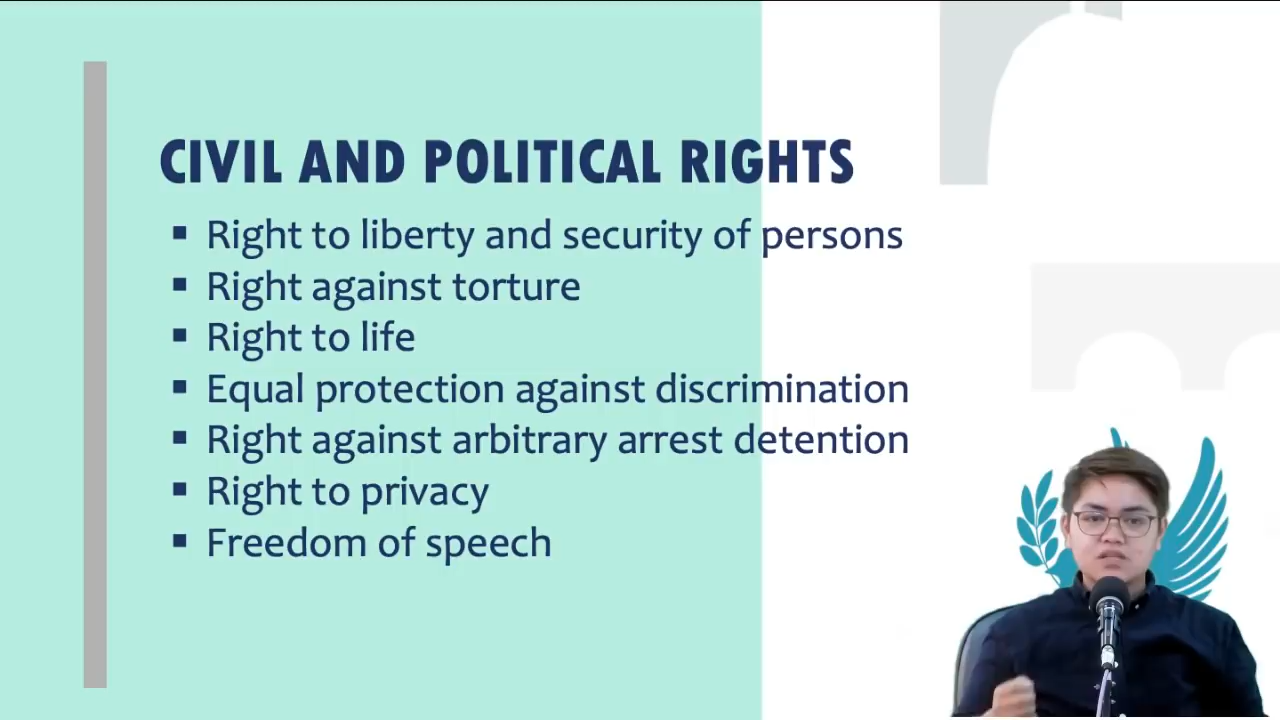 CIVIL AND POLITICAL RIGHTS
▪ Right to liberty and security of persons
▪ Right against torture
▪ Right to life
▪ Equal protection against discrimination
▪ Right against arbitrary arrest detention
▪ Right to privacy
▪ Freedom of speech